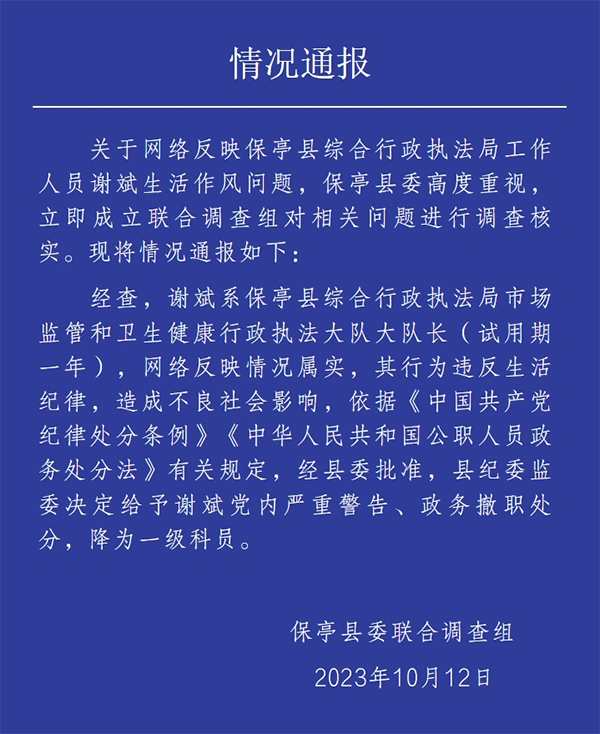 情况通报
关于网络反映保亭县综合行政执法局工作
人员谢斌生活作风问题，保亭县委高度重视，
立即成立联合调查组对相关问题进行调查核
实。现将情况通报如下：
经查，谢斌系保亭县综合行政执法局市场
监管和卫生健康行政执法大队大队长（试用期
一年），网络反映情况属实，其行为违反生活
纪律，造成不良社会影响，依据《中国共产党
纪律处分条例》《中华人民共和国公职人员政
务处分法》有关规定，经县委批准，县纪委监
委决定给予谢斌党内严重警告、政务撤职处
分，降为一级科员。
保亭县委联合调查组
2023年10月12日